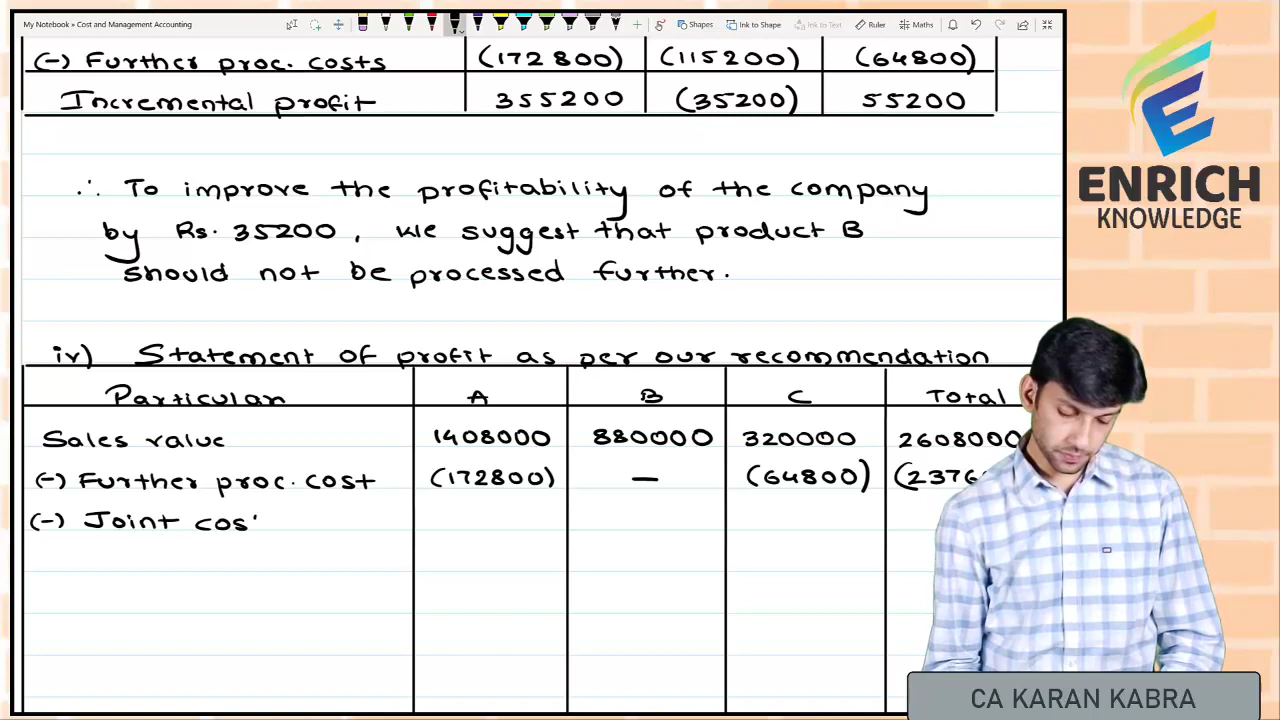 My Notebook » Cost and Management Accounting
Shapes Ink to Shape Ink to Text Ruler Maths
(-) Further proc. costs (172800) (115200) (64800)
Incremental profit 355200 (35200) 55200
∴ To improve the profitability of the company
by Rs. 35200, we suggest that product B
should not be processed further.
iv) Statement of profit as per our recommendation
Particular A B C Total
Sales value 1408000 880000 320000 2608000
(-) Further proc. cost (172800) — (64800)
(-) Joint cos
ENRICH
KNOWLEDGE
CA KARAN KABRA